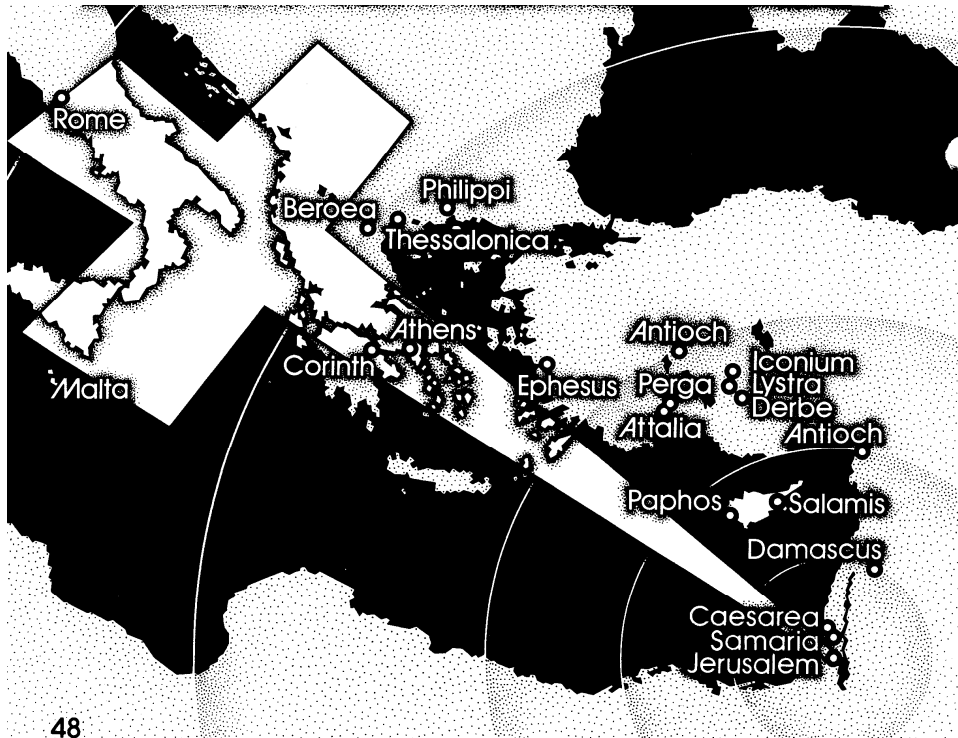 Rome
Philippi
Beroea
Thessalonica
Athens
Antioch
Corinth
Iconium
Malta
Ephesus
Perga
Lystra
Derbe
Attalia
Antioch
Paphos
Salamis
Damascus
Caesarea
Samaria
Jerusalem
48